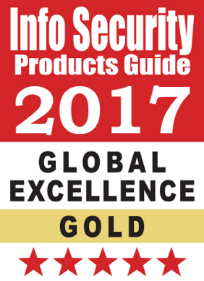 Info Security
Products Guide
2017
GLOBAL
EXCELLENCE
GOLD